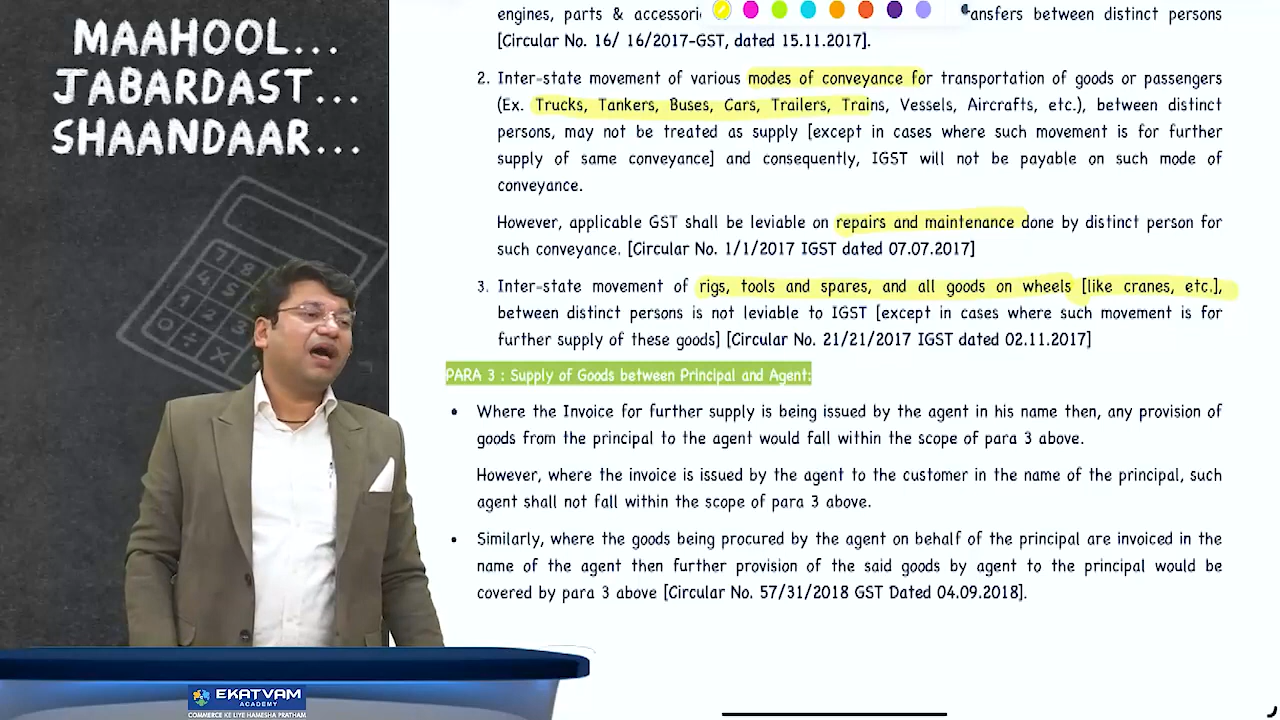 MAAHOOL...
JABARDAST...
SHAANDAAR...
7 8
4 5
1 2 3
0 ÷ ×
engines, parts & accessori ansfers between distinct persons
[Circular No. 16/ 16/2017-GST, dated 15.11.2017].
2. Inter-state movement of various modes of conveyance for transportation of goods or passengers
(Ex. Trucks, Tankers, Buses, Cars, Trailers, Trains, Vessels, Aircrafts, etc.), between distinct
persons, may not be treated as supply [except in cases where such movement is for further
supply of same conveyance] and consequently, IGST will not be payable on such mode of
conveyance.
However, applicable GST shall be leviable on repairs and maintenance done by distinct person for
such conveyance. [Circular No. 1/1/2017 IGST dated 07.07.2017]
3. Inter-state movement of rigs, tools and spares, and all goods on wheels [like cranes, etc.],
between distinct persons is not leviable to IGST [except in cases where such movement is for
further supply of these goods] [Circular No. 21/21/2017 IGST dated 02.11.2017]
PARA 3 : Supply of Goods between Principal and Agent:
• Where the Invoice for further supply is being issued by the agent in his name then, any provision of
goods from the principal to the agent would fall within the scope of para 3 above.
However, where the invoice is issued by the agent to the customer in the name of the principal, such
agent shall not fall within the scope of para 3 above.
• Similarly, where the goods being procured by the agent on behalf of the principal are invoiced in the
name of the agent then further provision of the said goods by agent to the principal would be
covered by para 3 above [Circular No. 57/31/2018 GST Dated 04.09.2018].
EKATVAM
ACADEMY
COMMERCE KE LIYE HAMESHA PRATHAM